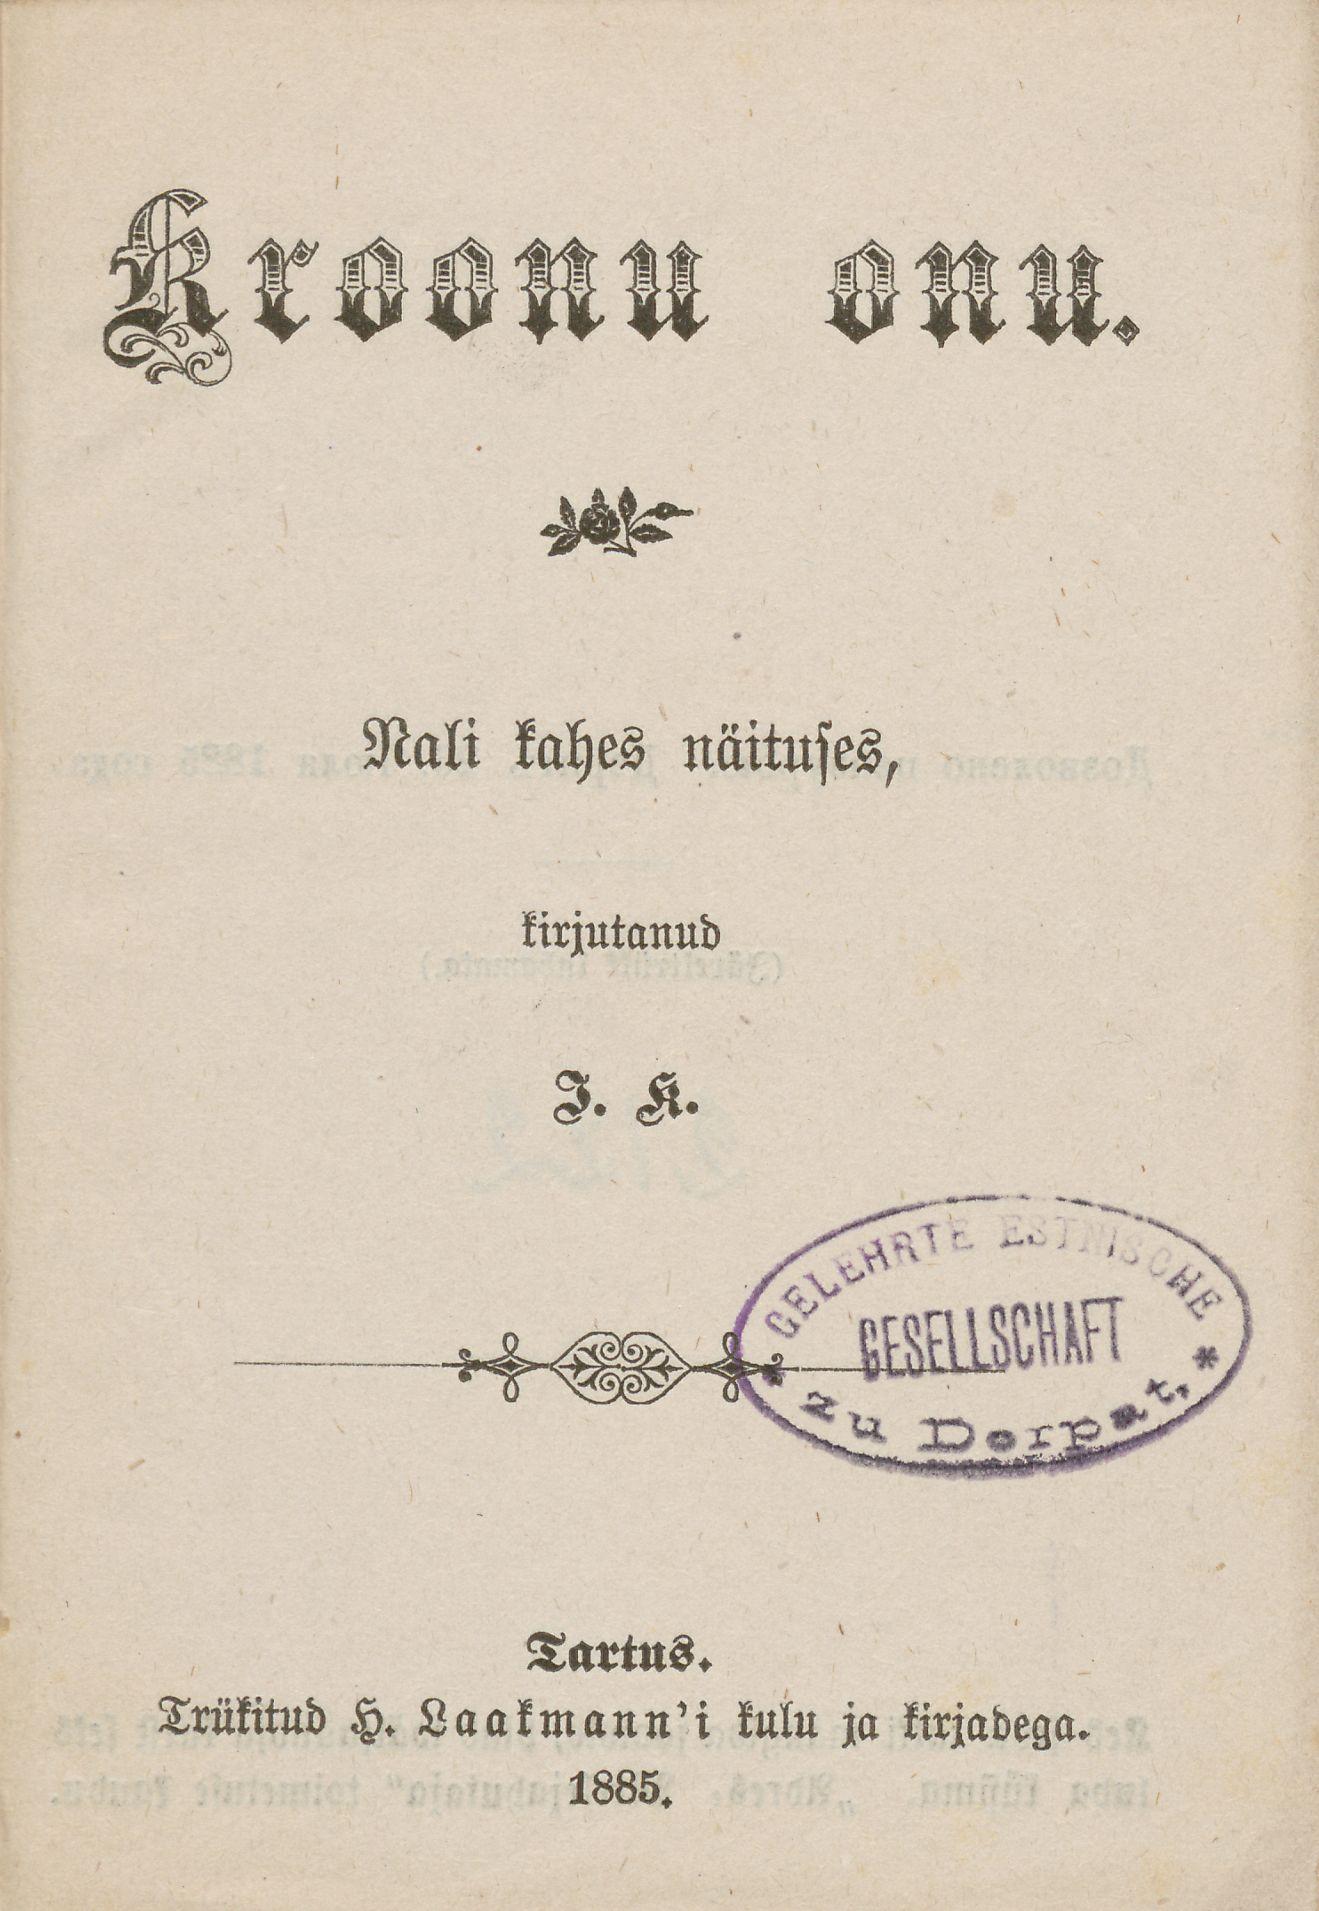 Kroonu onu.
Nali kahes näituses,
kirjutanud
J. K.
GELEHRTE ESTNISCHE
GESELLSCHAFT
* zu Dorpat. *
Tartus.
Trükitud H. Laakmann'i kulu ja kirjadega.
1885.